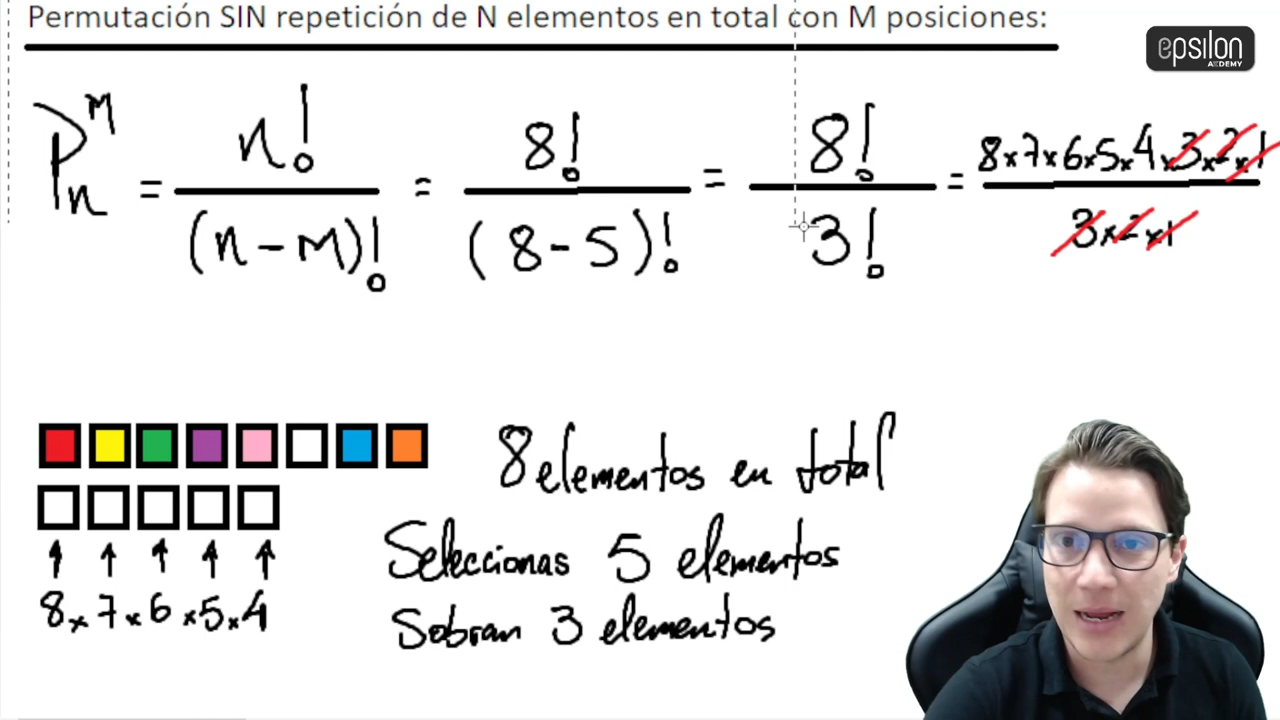 Permutación SIN repetición de N elementos en total con M posiciones:
epsilon
AXDEMY
P n M = n! / (n - M)! = 8! / (8 - 5)! = 8! / 3! = 8x7x6x5x4x3x2x1 / 3x2x1
8 elementos en total
Seleccionas 5 elementos
8x7x6x5x4
Sobran 3 elementos